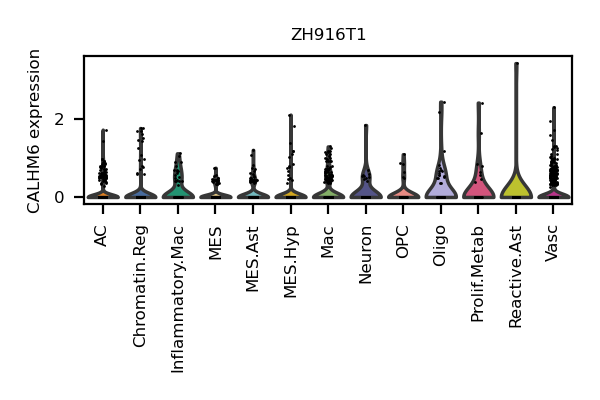 ZH916T1
CALHM6 expression
2
0
AC
Chromatin.Reg
Inflammatory.Mac
MES
MES.Ast
MES.Hyp
Mac
Neuron
OPC
Oligo
Prolif.Metab
Reactive.Ast
Vasc